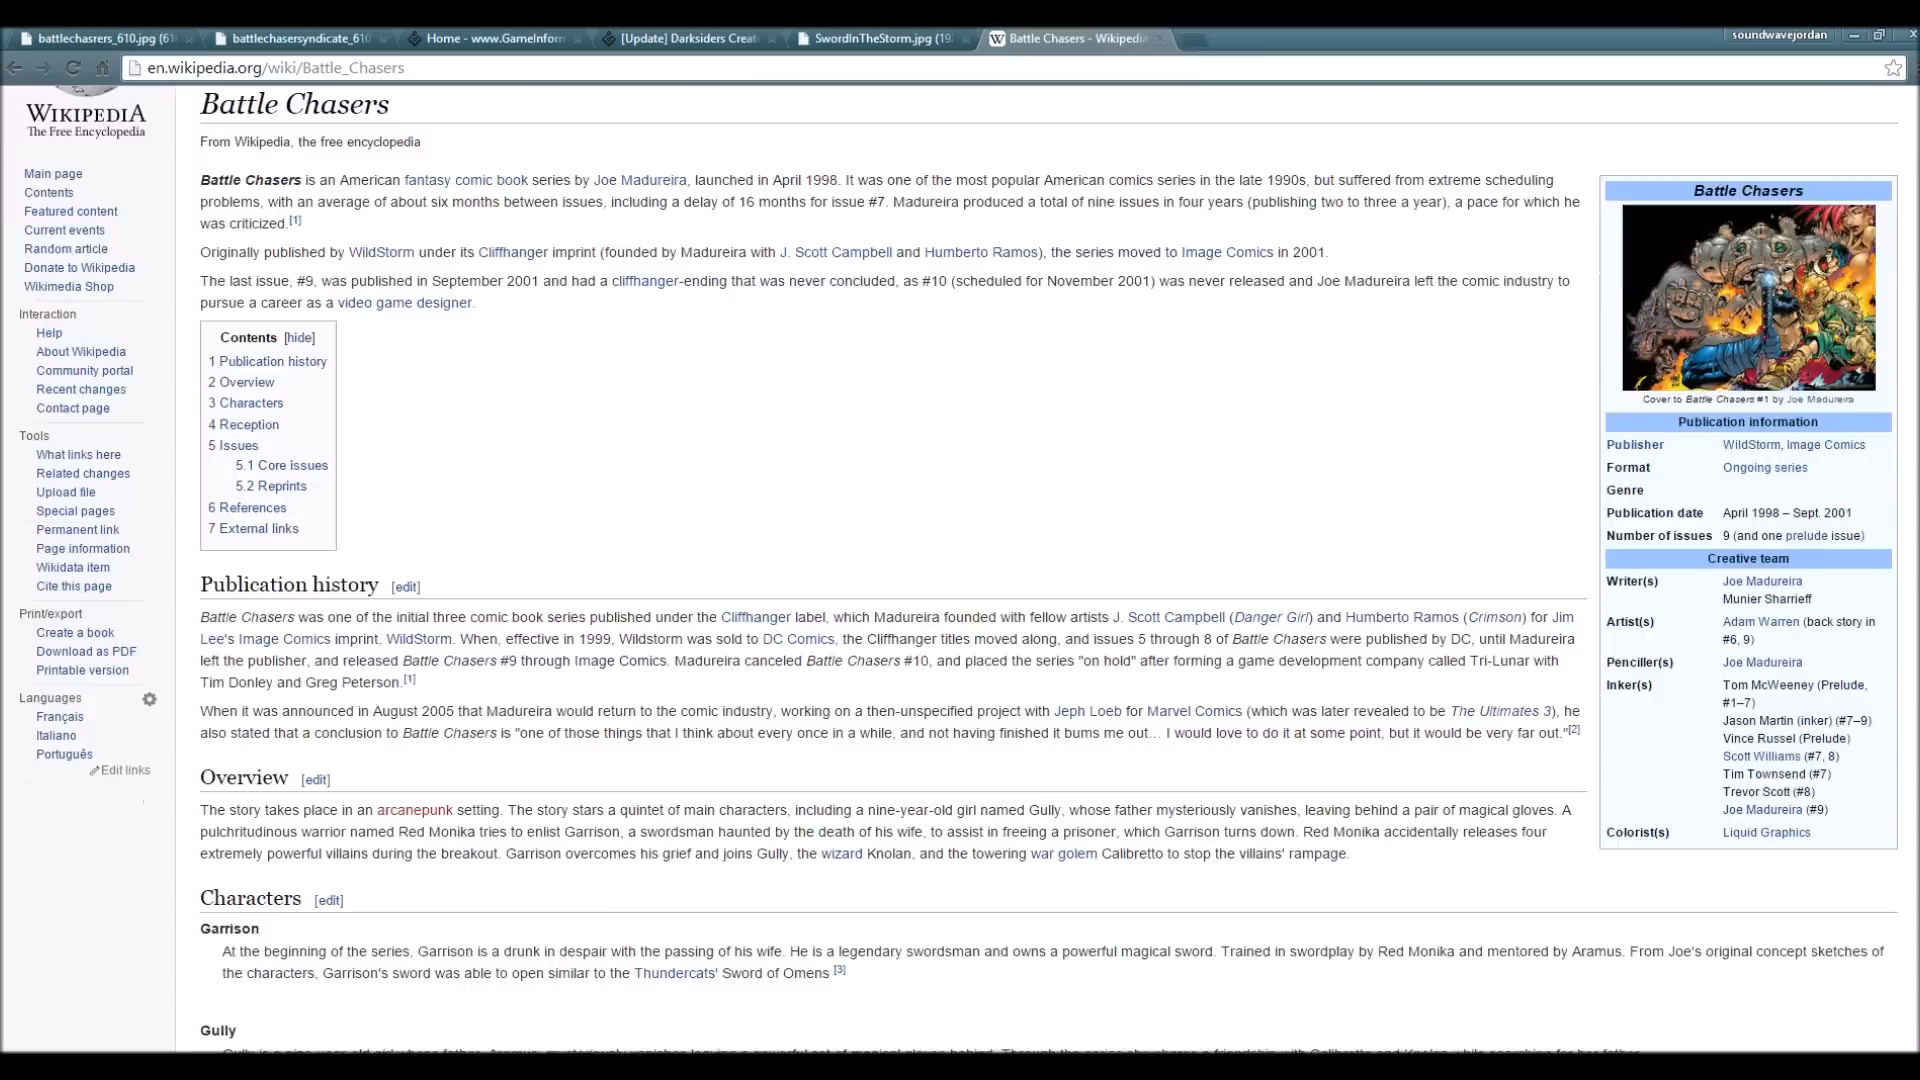 battlechasrers_610.jpg (61
battlechasersyndicate_610
Home - www.GameInform
[Update] Darksiders Creat
SwordInTheStorm.jpg (19
Battle Chasers - Wikipedia
soundwavejordan
en.wikipedia.org/wiki/Battle_Chasers
WIKIPEDIA
The Free Encyclopedia
Main page
Contents
Featured content
Current events
Random article
Donate to Wikipedia
Wikimedia Shop
Interaction
Help
About Wikipedia
Community portal
Recent changes
Contact page
Tools
What links here
Related changes
Upload file
Special pages
Permanent link
Page information
Wikidata item
Cite this page
Print/export
Create a book
Download as PDF
Printable version
Languages
Français
Italiano
Português
Edit links
Battle Chasers
From Wikipedia, the free encyclopedia
Battle Chasers is an American fantasy comic book series by Joe Madureira, launched in April 1998. It was one of the most popular American comics series in the late 1990s, but suffered from extreme scheduling
problems, with an average of about six months between issues, including a delay of 16 months for issue #7. Madureira produced a total of nine issues in four years (publishing two to three a year), a pace for which he
was criticized.[1]
Originally published by WildStorm under its Cliffhanger imprint (founded by Madureira with J. Scott Campbell and Humberto Ramos), the series moved to Image Comics in 2001.
The last issue, #9, was published in September 2001 and had a cliffhanger-ending that was never concluded, as #10 (scheduled for November 2001) was never released and Joe Madureira left the comic industry to
pursue a career as a video game designer.
Contents [hide]
1 Publication history
2 Overview
3 Characters
4 Reception
5 Issues
5.1 Core issues
5.2 Reprints
6 References
7 External links
Publication history [edit]
Battle Chasers was one of the initial three comic book series published under the Cliffhanger label, which Madureira founded with fellow artists J. Scott Campbell (Danger Girl) and Humberto Ramos (Crimson) for Jim
Lee's Image Comics imprint, WildStorm. When, effective in 1999, Wildstorm was sold to DC Comics, the Cliffhanger titles moved along, and issues 5 through 8 of Battle Chasers were published by DC, until Madureira
left the publisher, and released Battle Chasers #9 through Image Comics. Madureira canceled Battle Chasers #10, and placed the series "on hold" after forming a game development company called Tri-Lunar with
Tim Donley and Greg Peterson.[1]
When it was announced in August 2005 that Madureira would return to the comic industry, working on a then-unspecified project with Jeph Loeb for Marvel Comics (which was later revealed to be The Ultimates 3), he
also stated that a conclusion to Battle Chasers is "one of those things that I think about every once in a while, and not having finished it bums me out... I would love to do it at some point, but it would be very far out."[2]
Overview [edit]
The story takes place in an arcanepunk setting. The story stars a quintet of main characters, including a nine-year-old girl named Gully, whose father mysteriously vanishes, leaving behind a pair of magical gloves. A
pulchritudinous warrior named Red Monika tries to enlist Garrison, a swordsman haunted by the death of his wife, to assist in freeing a prisoner, which Garrison turns down. Red Monika accidentally releases four
extremely powerful villains during the breakout. Garrison overcomes his grief and joins Gully, the wizard Knolan, and the towering war golem Calibretto to stop the villains' rampage.
Characters [edit]
Garrison
At the beginning of the series, Garrison is a drunk in despair with the passing of his wife. He is a legendary swordsman and owns a powerful magical sword. Trained in swordplay by Red Monika and mentored by Aramus. From Joe's original concept sketches of
the characters, Garrison's sword was able to open similar to the Thundercats' Sword of Omens [3]
Gully
Battle Chasers
Cover to Battle Chasers #1 by Joe Madureira
Publication information
Publisher WildStorm, Image Comics
Format Ongoing series
Genre
Publication date April 1998 – Sept. 2001
Number of issues 9 (and one prelude issue)
Creative team
Writer(s) Joe Madureira
Munier Sharrieff
Artist(s) Adam Warren (back story in
#6, 9)
Penciller(s) Joe Madureira
Inker(s) Tom McWeeney (Prelude,
#1–7)
Jason Martin (inker) (#7–9)
Vince Russel (Prelude)
Scott Williams (#7, 8)
Tim Townsend (#7)
Trevor Scott (#8)
Joe Madureira (#9)
Colorist(s) Liquid Graphics